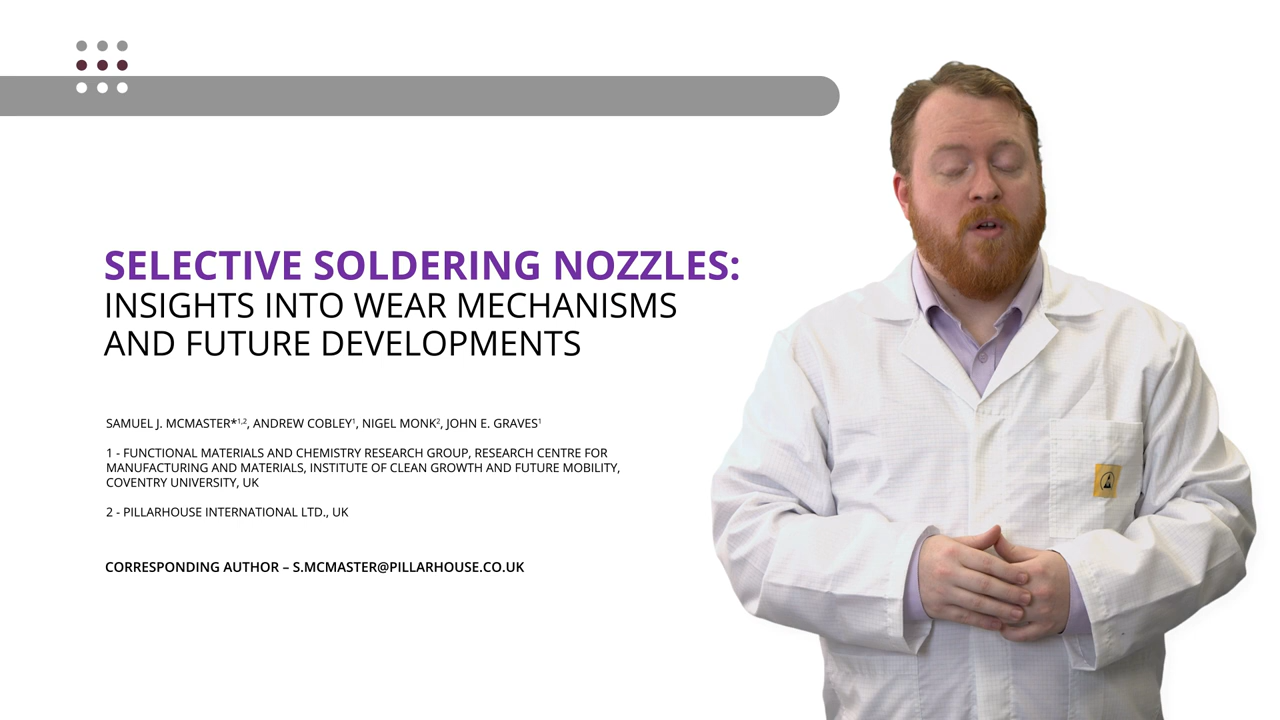 SELECTIVE SOLDERING NOZZLES:
INSIGHTS INTO WEAR MECHANISMS
AND FUTURE DEVELOPMENTS
SAMUEL J. MCMASTER*¹,², ANDREW COBLEY¹, NIGEL MONK², JOHN E. GRAVES¹
1 - FUNCTIONAL MATERIALS AND CHEMISTRY RESEARCH GROUP, RESEARCH CENTRE FOR
MANUFACTURING AND MATERIALS, INSTITUTE OF CLEAN GROWTH AND FUTURE MOBILITY,
COVENTRY UNIVERSITY, UK
2 - PILLARHOUSE INTERNATIONAL LTD., UK
CORRESPONDING AUTHOR – S.MCMASTER@PILLARHOUSE.CO.UK